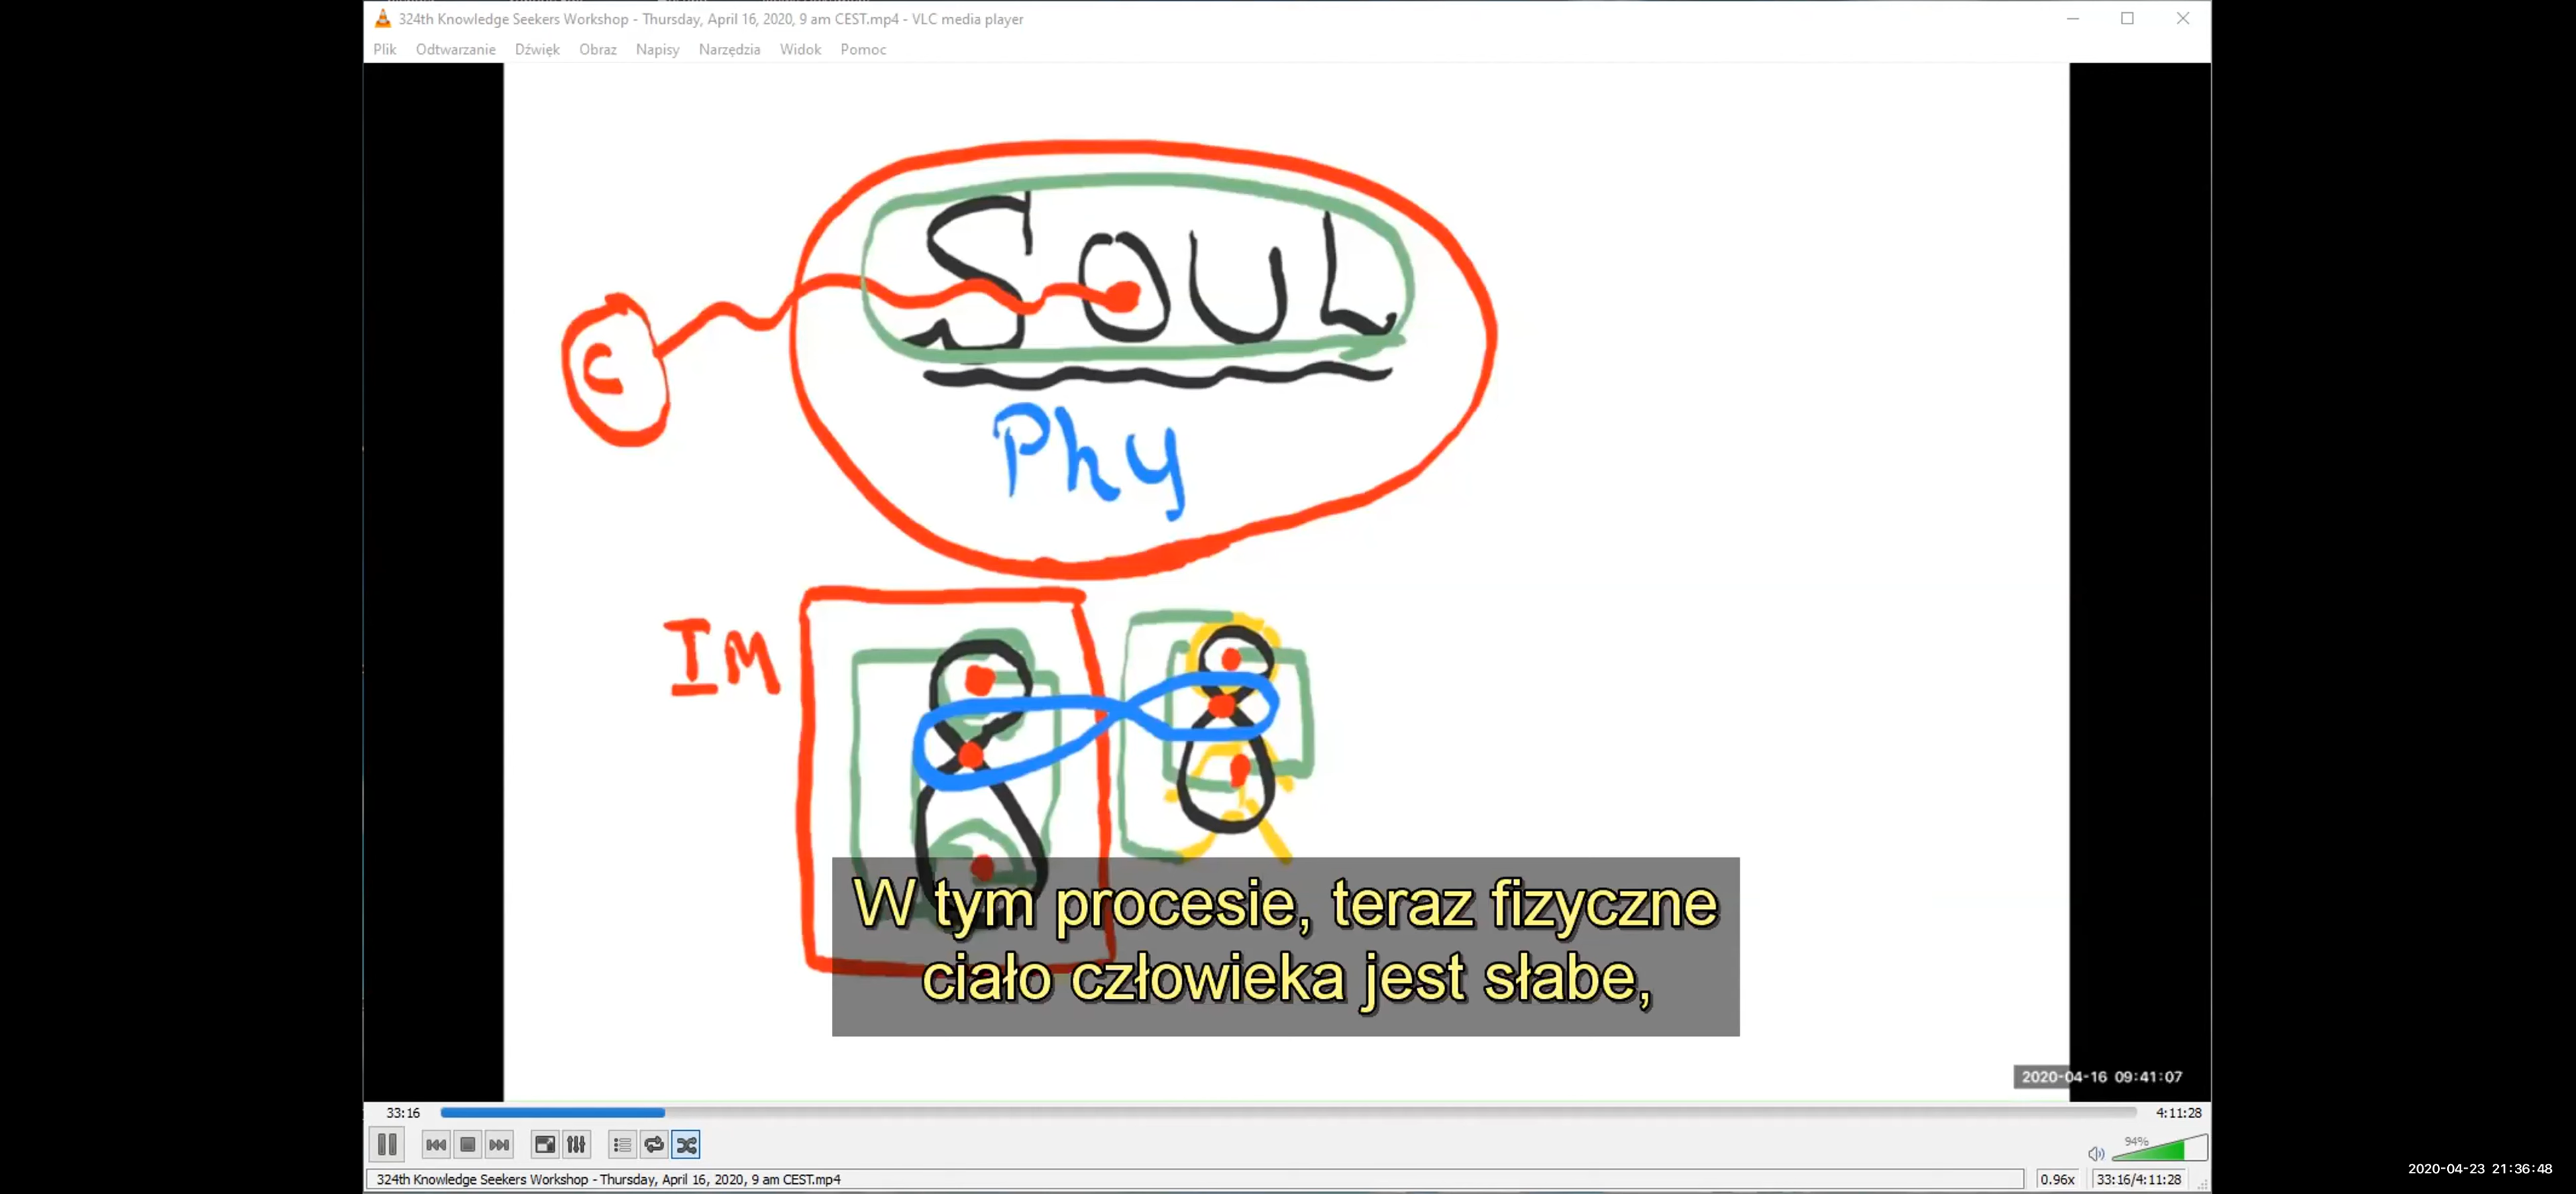 324th Knowledge Seekers Workshop - Thursday, April 16, 2020, 9 am CEST.mp4 - VLC media player
Plik Odtwarzanie Dźwięk Obraz Napisy Narzędzia Widok Pomoc
SOUL
C
Phy
IM
W tym procesie, teraz fizyczne
ciało człowieka jest słabe,
2020-04-16 09:41:07
33:16 4:11:28
94%
324th Knowledge Seekers Workshop - Thursday, April 16, 2020, 9 am CEST.mp4 0.96x 33:16/4:11:28
2020-04-23 21:36:48